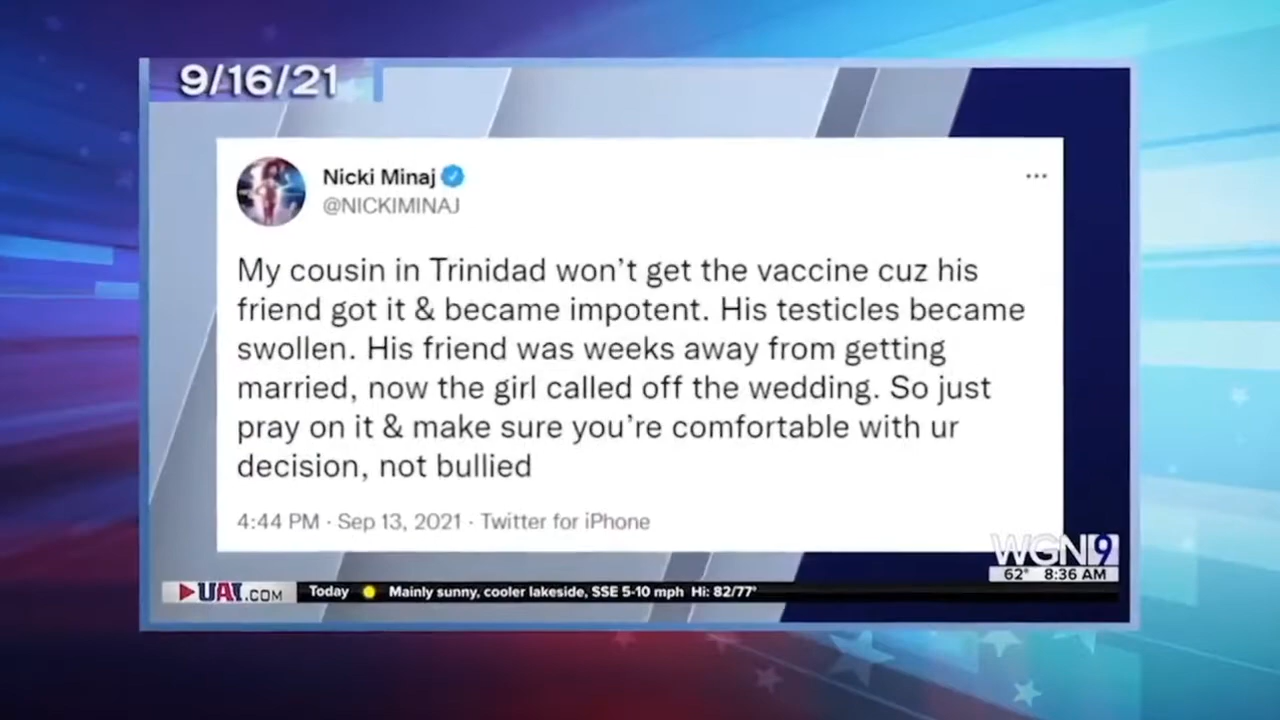 9/16/21
Nicki Minaj
@NICKIMINAJ
My cousin in Trinidad won't get the vaccine cuz his
friend got it & became impotent. His testicles became
swollen. His friend was weeks away from getting
married, now the girl called off the wedding. So just
pray on it & make sure you're comfortable with ur
decision, not bullied
4:44 PM · Sep 13, 2021 · Twitter for iPhone
WGN9
62° 8:36 AM
UAI.COM Today Mainly sunny, cooler lakeside, SSE 5-10 mph Hi: 82/77°